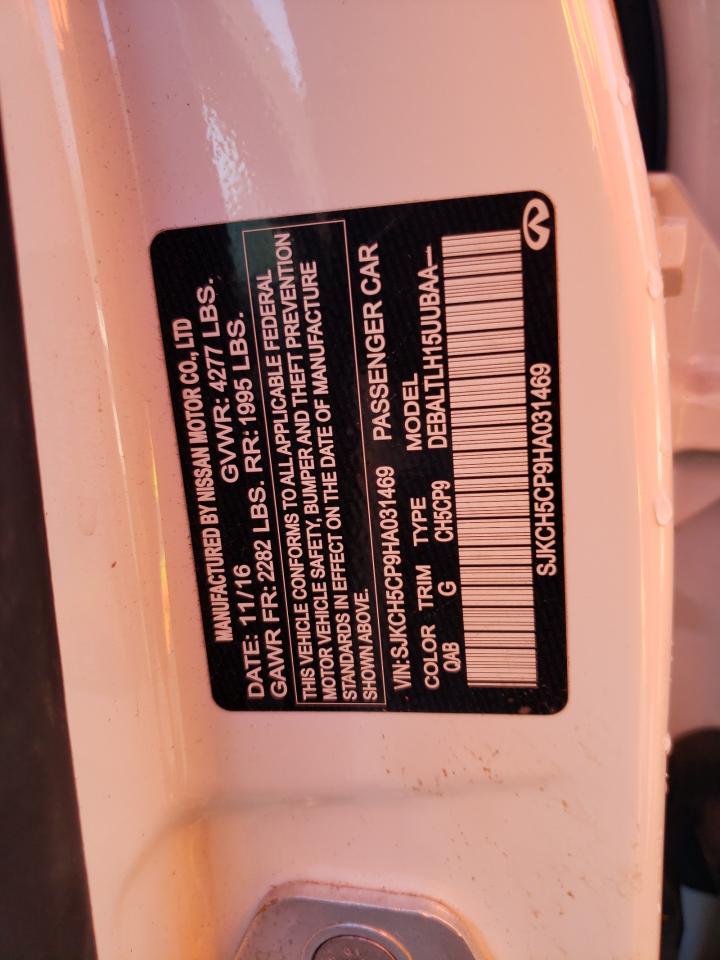 MANUFACTURED BY NISSAN MOTOR CO., LTD
DATE: 11/16 GVWR: 4277 LBS.
GAWR FR: 2282 LBS. RR: 1995 LBS.
THIS VEHICLE CONFORMS TO ALL APPLICABLE FEDERAL
MOTOR VEHICLE SAFETY, BUMPER AND THEFT PREVENTION
STANDARDS IN EFFECT ON THE DATE OF MANUFACTURE
SHOWN ABOVE.
VIN: SJKCH5CP9HA031469 PASSENGER CAR
COLOR TRIM TYPE MODEL
QAB G CH5CP9 DEBALTLH15UUBAA—
SJKCH5CP9HA031469